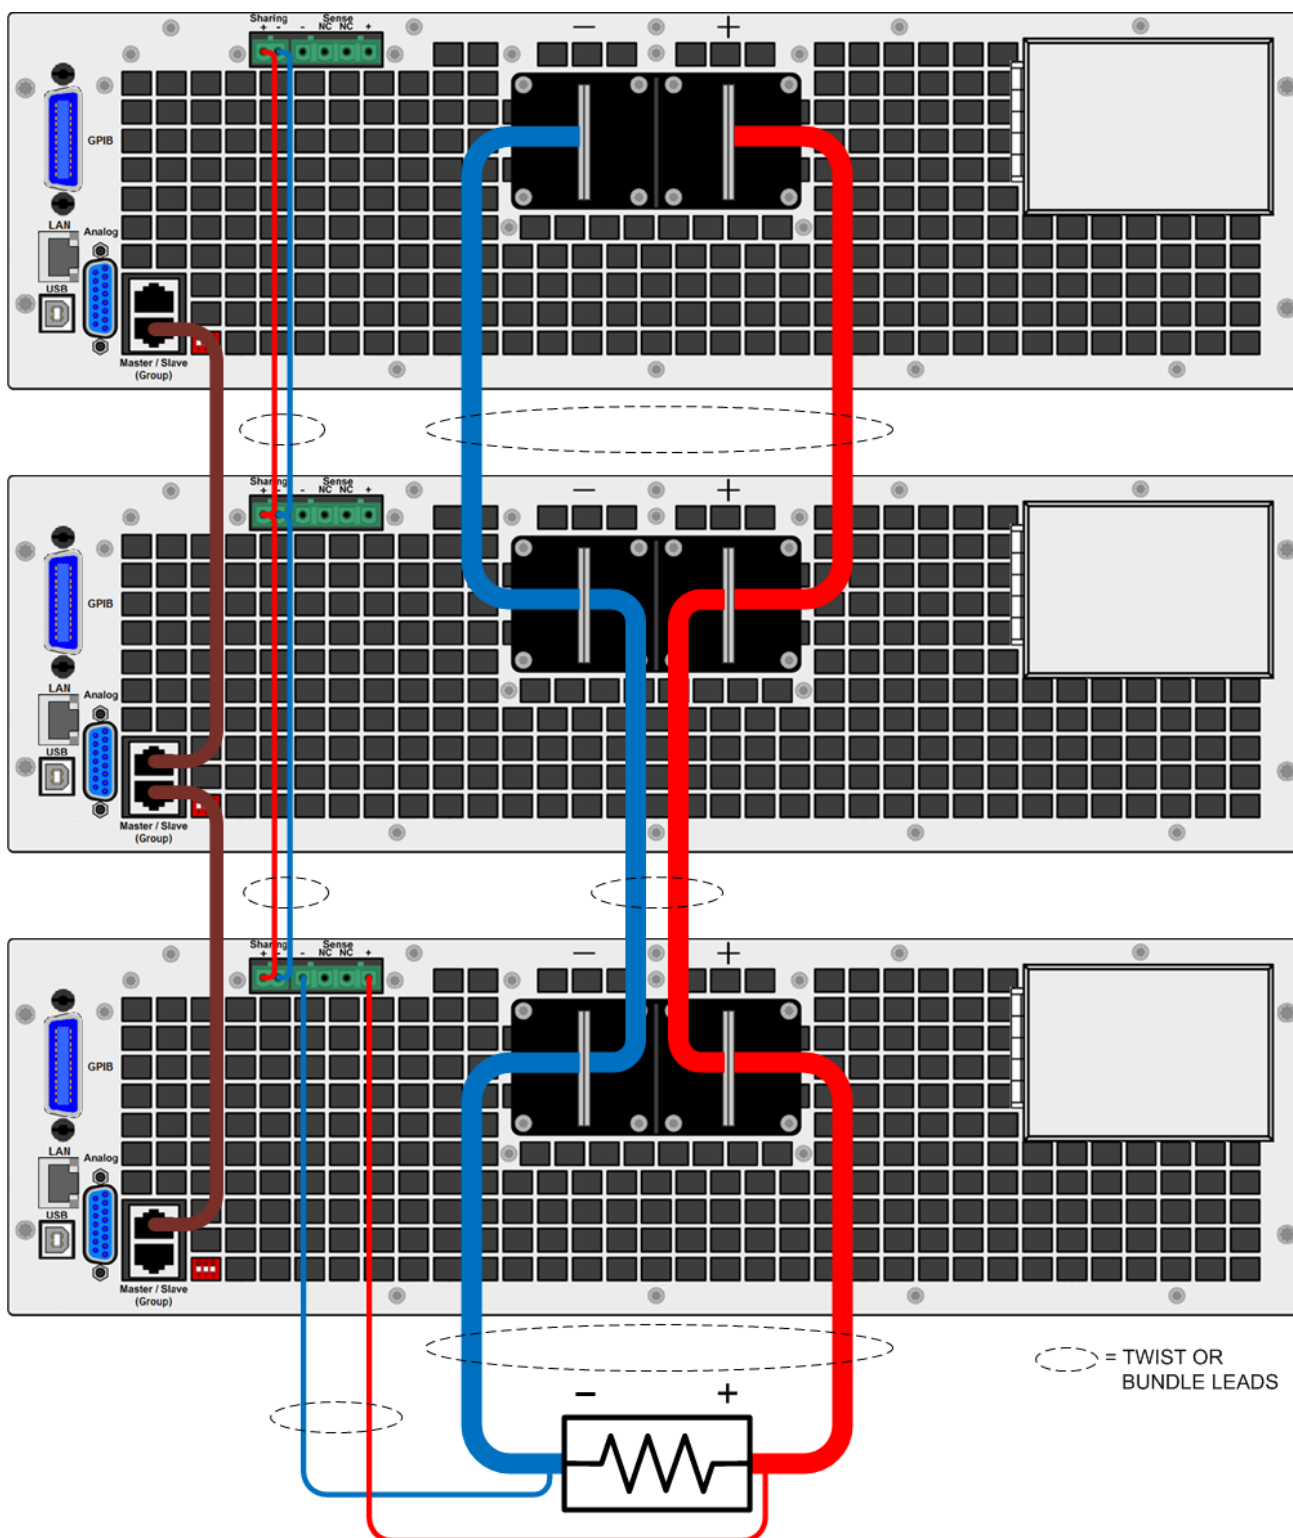 Sharing Sense
+ - - NC NC +
− +
GPIB
LAN
Analog
USB
Master / Slave
(Group)
Sharing Sense
+ - - NC NC +
− +
GPIB
LAN
Analog
USB
Master / Slave
(Group)
Sharing Sense
+ - - NC NC +
− +
GPIB
LAN
Analog
USB
Master / Slave
(Group)
= TWIST OR
BUNDLE LEADS
- +